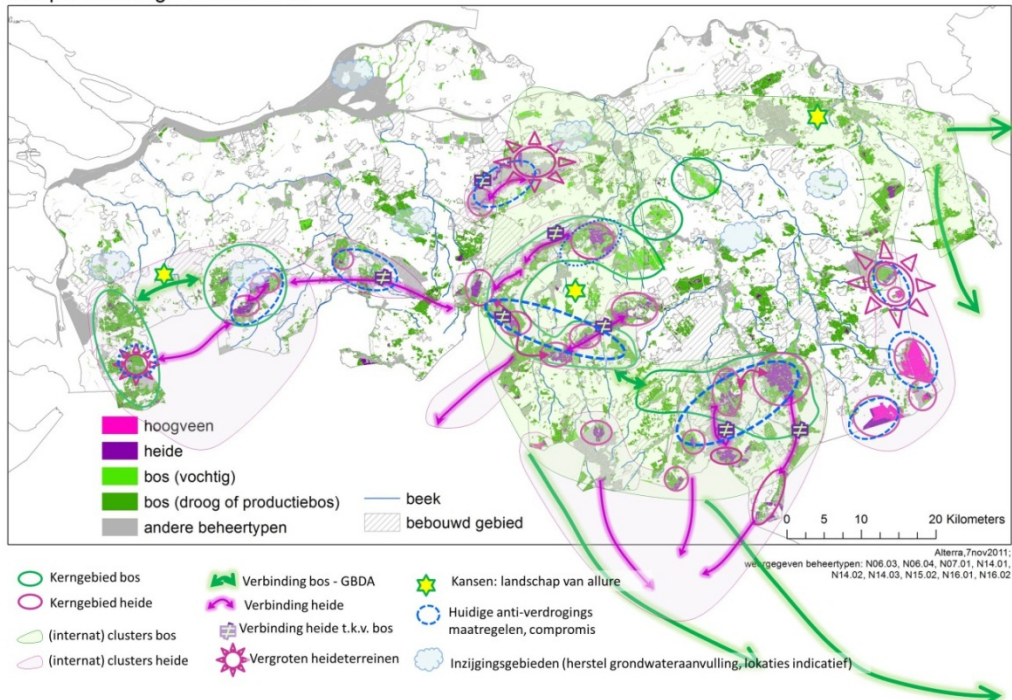 hoogveen
heide
bos (vochtig)
bos (droog of productiebos)
andere beheertypen
beek
bebouwd gebied
0 5 10 20 Kilometers
Alterra,7nov2011;
weergegeven beheertypen: N06.03, N06.04, N07.01, N14.01,
N14.02, N14.03, N15.02, N16.01, N16.02
Kerngebied bos
Kerngebied heide
(internat) clusters bos
(internat) clusters heide
Verbinding bos - GBDA
Verbinding heide
Verbinding heide t.k.v. bos
Vergroten heideterreinen
Kansen: landschap van allure
Huidige anti-verdrogings
maatregelen, compromis
Inzijgingsgebieden (herstel grondwateraanvulling, lokaties indicatief)